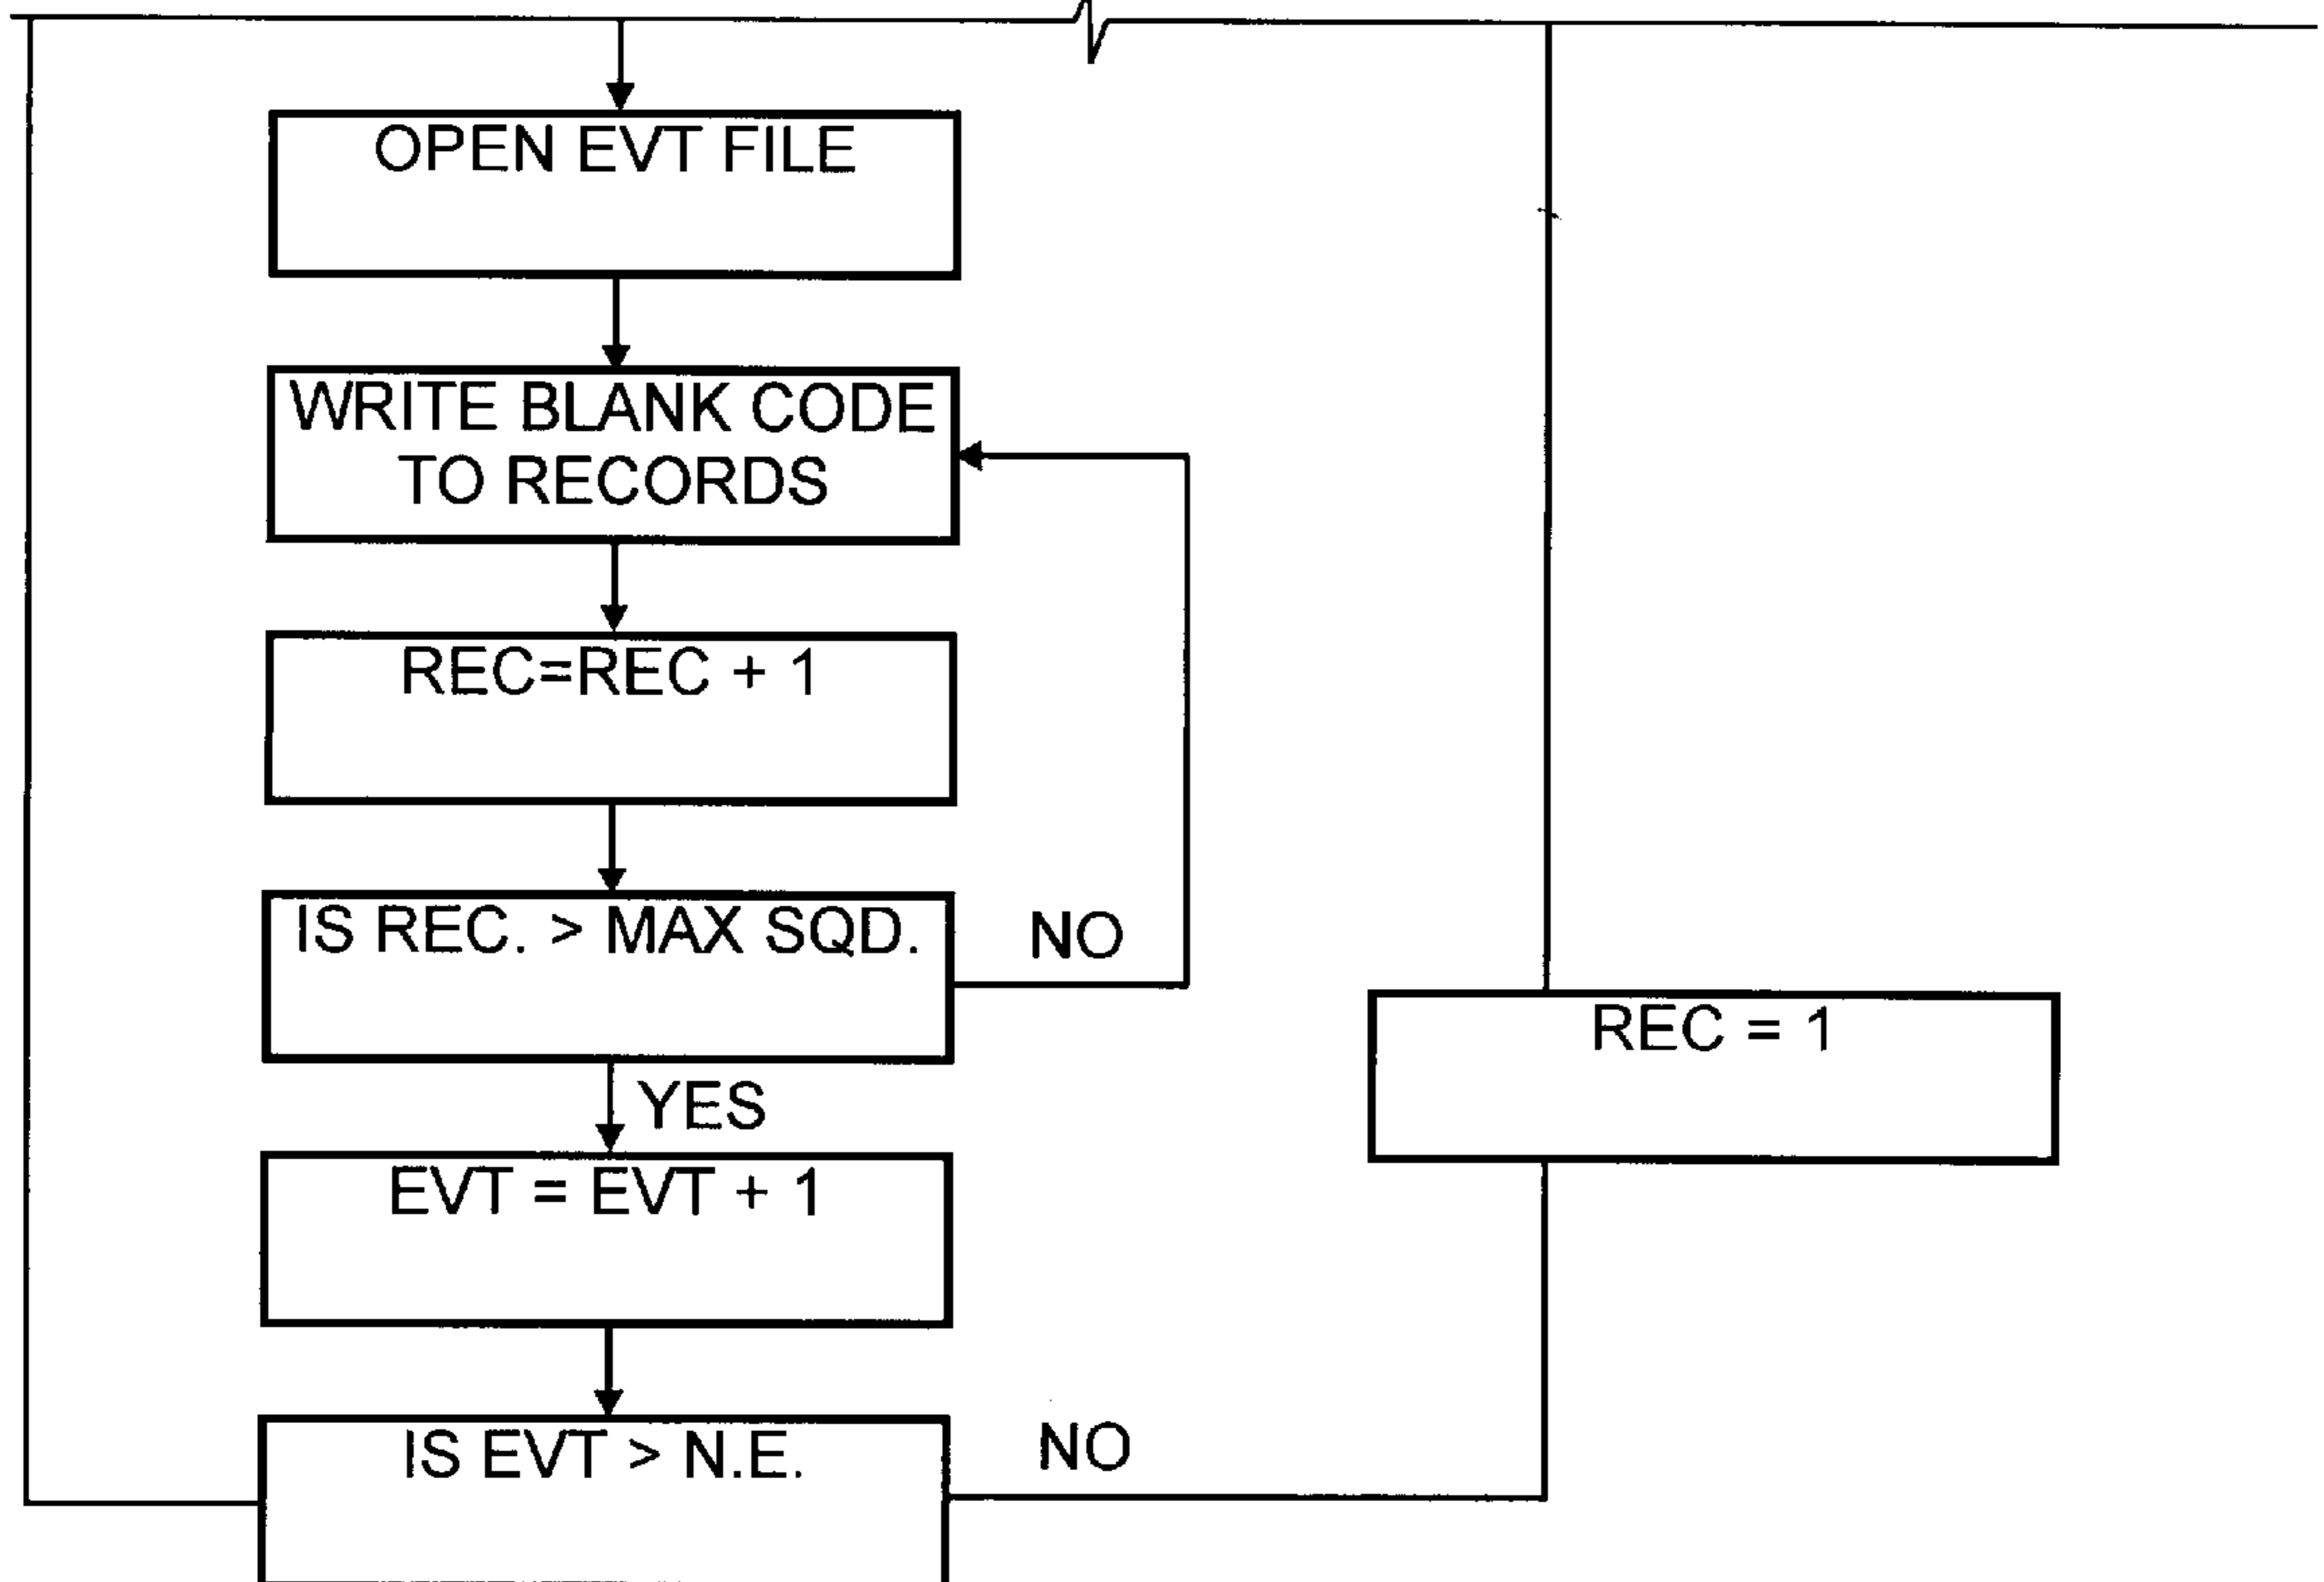 OPEN EVT FILE
WRITE BLANK CODE
TO RECORDS
REC=REC + 1
IS REC. > MAX SQD.
NO
REC = 1
YES
EVT = EVT + 1
IS EVT > N.E.
NO